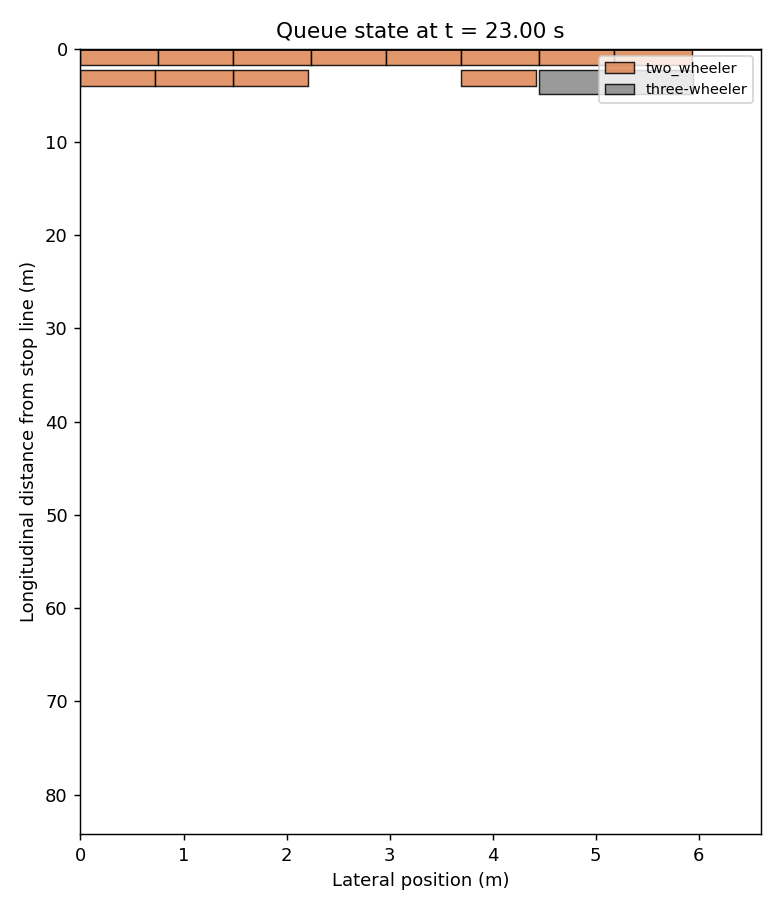 Queue state at t = 23.00 s
two_wheeler
three-wheeler
0
10
20
30
40
50
60
70
80
Longitudinal distance from stop line (m)
0 1 2 3 4 5 6
Lateral position (m)